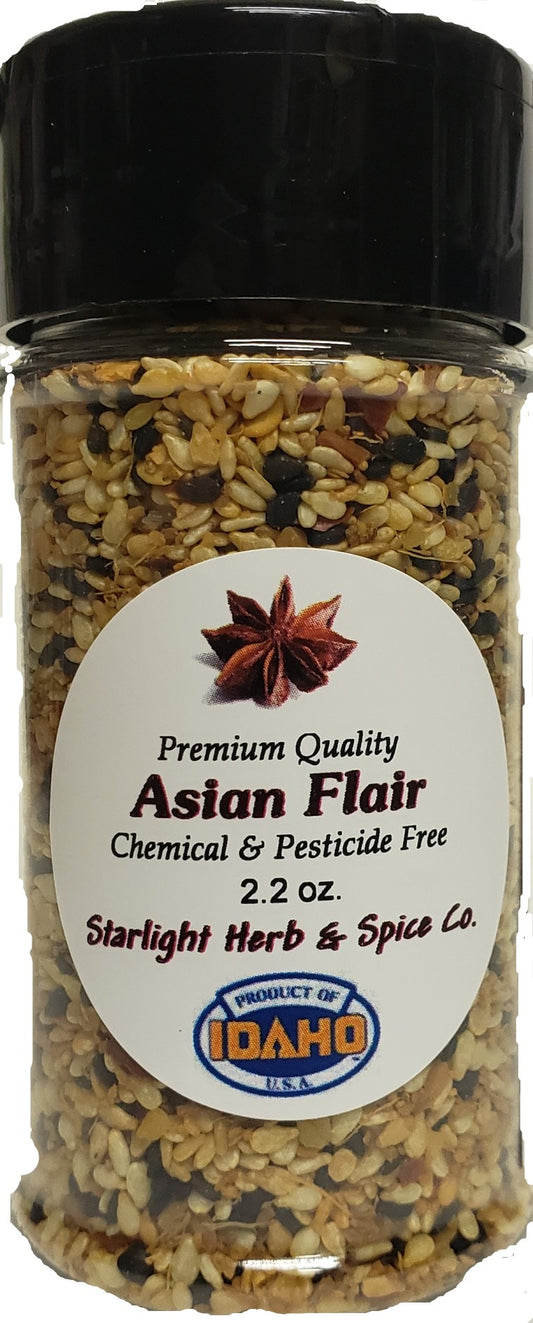 Premium Quality
Asian Flair
Chemical & Pesticide Free
2.2 oz.
Starlight Herb & Spice Co.
PRODUCT OF
IDAHO
U.S.A.